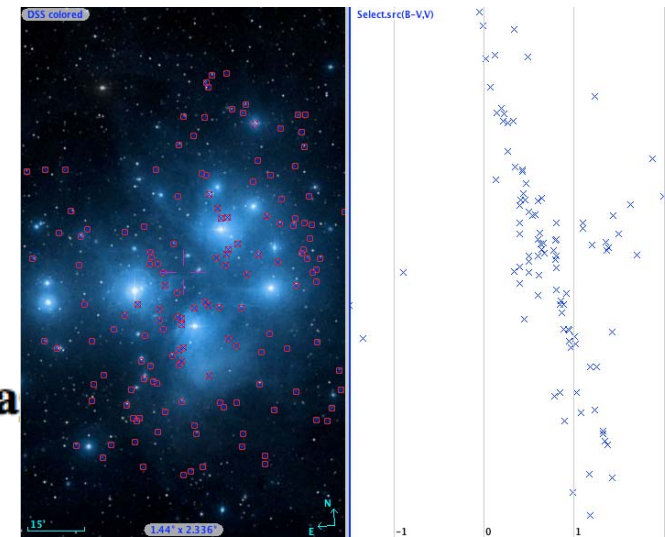 DSS colored
Select.src(B-V,V)
a
15'
1.44° x 2.336°
N
E
-1
0
1